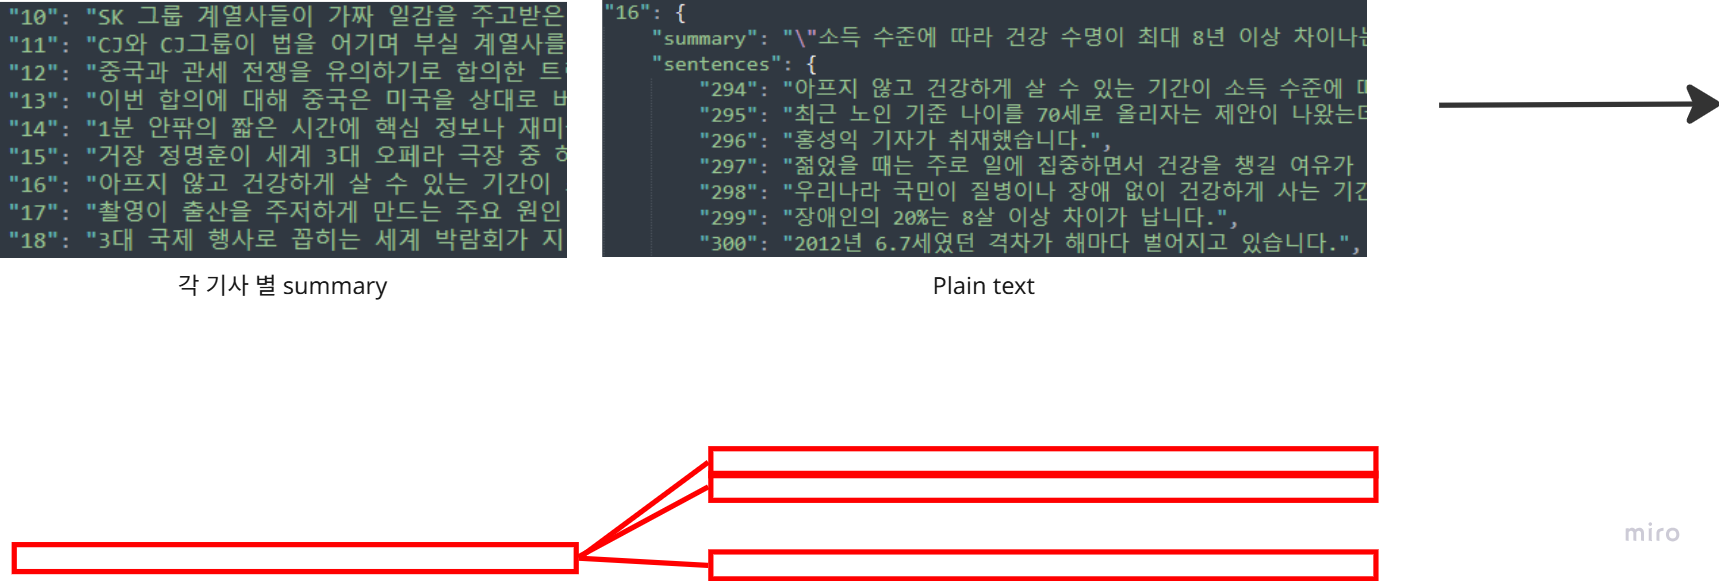 "10": "SK 그룹 계열사들이 가짜 일감을 주고받은
"11": "CJ와 CJ그룹이 법을 어기며 부실 계열사를
"12": "중국과 관세 전쟁을 유의하기로 합의한
"13": "이번 합의에 대해 중국은 미국을 상대로
"14": "1분 안팎의 짧은 시간에 핵심 정보나 재미
"15": "거장 정명훈이 세계 3대 오페라 극장 중
"16": "아프지 않고 건강하게 살 수 있는 기간이
"17": "촬영이 출산을 주저하게 만드는 주요 원인
"18": "3대 국제 행사로 꼽히는 세계 박람회가 지
각 기사 별 summary
"16": {
"summary": "\"소득 수준에 따라 건강 수명이 최대 8년 이상 차이나는
"sentences": {
"294": "아프지 않고 건강하게 살 수 있는 기간이 소득 수준에
"295": "최근 노인 기준 나이를 70세로 올리자는 제안이 나왔는데
"296": "홍성익 기자가 취재했습니다.",
"297": "젊었을 때는 주로 일에 집중하면서 건강을 챙길 여유가
"298": "우리나라 국민이 질병이나 장애 없이 건강하게 사는 기간
"299": "장애인의 20%는 8살 이상 차이가 납니다.",
"300": "2012년 6.7세였던 격차가 해마다 벌어지고 있습니다.",
Plain text
miro